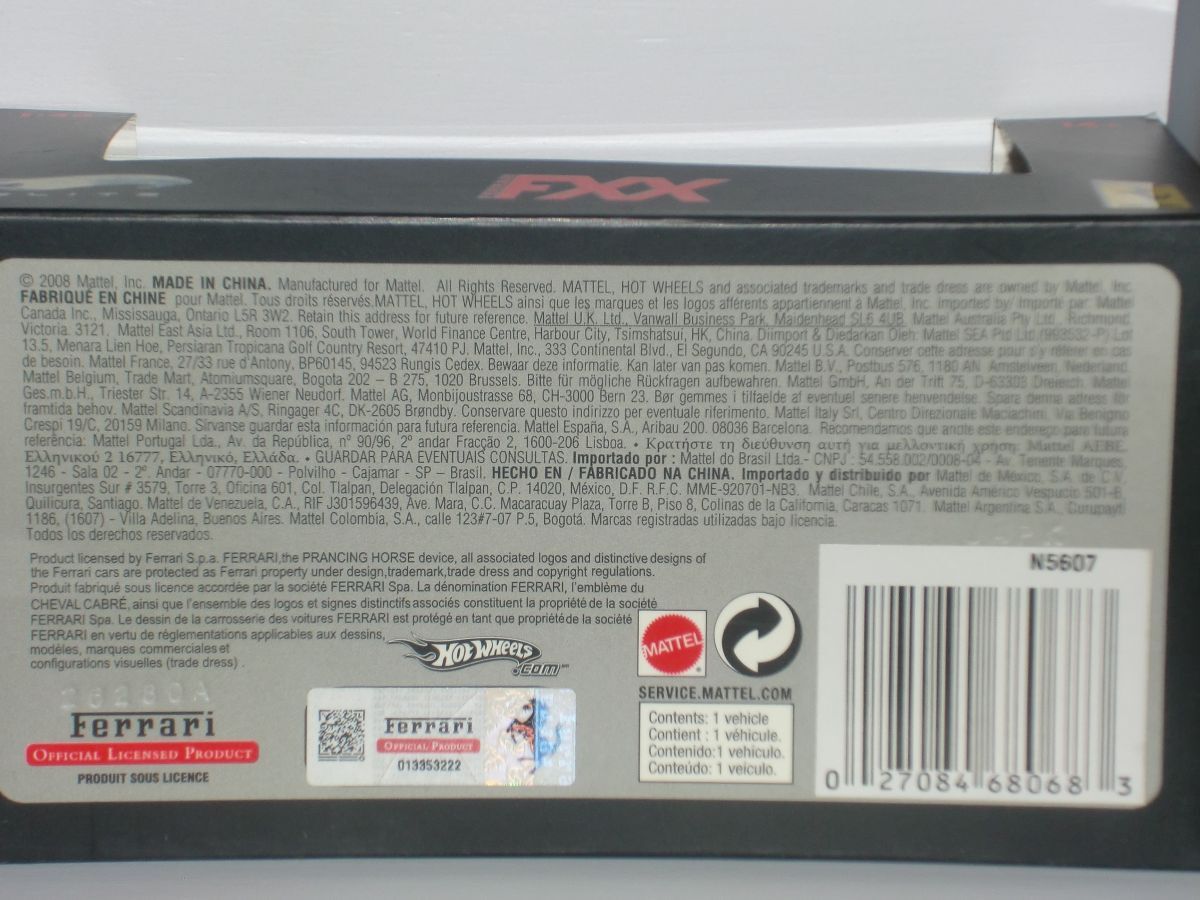 FXX
© 2008 Mattel, Inc. MADE IN CHINA. Manufactured for Mattel. All Rights Reserved. MATTEL, HOT WHEELS and associated trademarks and trade dress are owned by Mattel, Inc.
FABRIQUÉ EN CHINE pour Mattel. Tous droits réservés.MATTEL, HOT WHEELS ainsi que les marques et les logos afférents appartiennent à Mattel, Inc. Imported by/ Importé par: Mattel
Canada Inc., Mississauga, Ontario L5R 3W2. Retain this address for future reference. Mattel U.K. Ltd., Vanwall Business Park, Maidenhead SL6 4UB. Mattel Australia Pty Ltd., Richmond,
Victoria. 3121. Mattel East Asia Ltd., Room 1106, South Tower, World Finance Centre, Harbour City, Tsimshatsui, HK, China. Diimport & Diedarkan Oleh: Mattel SEA Ptd Ltd.(993532-P) Lot
13.5, Menara Lien Hoe, Persiaran Tropicana Golf Country Resort, 47410 PJ. Mattel, Inc., 333 Continental Blvd., El Segundo, CA 90245 U.S.A. Conserver cette adresse pour s'y référer en cas
de besoin. Mattel France, 27/33 rue d'Antony, BP60145, 94523 Rungis Cedex. Bewaar deze informatie. Kan later van pas komen. Mattel B.V., Postbus 576, 1180 AN Amstelveen, Nederland.
Mattel Belgium, Trade Mart, Atomiumsquare, Bogota 202 – B 275, 1020 Brussels. Bitte für mögliche Rückfragen aufbewahren. Mattel GmbH, An der Trift 75, D-63303 Dreieich. Mattel
Ges.m.b.H., Triester Str. 14, A-2355 Wiener Neudorf. Mattel AG, Monbijoustrasse 68, CH-3000 Bern 23. Bør gemmes i tilfælde af eventuel senere henvendelse. Spara denna adress för
framtida behov. Mattel Scandinavia A/S, Ringager 4C, DK-2605 Brøndby. Conservare questo indirizzo per eventuale riferimento. Mattel Italy Srl, Centro Direzionale Maciachini, Via Benigno
Crespi 19/C, 20159 Milano. Sírvanse guardar esta información para futura referencia. Mattel España, S.A., Aribau 200. 08036 Barcelona. Recomendamos que anote este endereço para futura
referência: Mattel Portugal Lda., Av. da República, n° 90/96, 2° andar Fracção 2, 1600-206 Lisboa. • Κρατήστε τη διεύθυνση αυτή για μελλοντική χρήση: Mattel AEBE,
Ελληνικού 2 16777, Ελληνικό, Ελλάδα. • GUARDAR PARA EVENTUAIS CONSULTAS. Importado por : Mattel do Brasil Ltda.- CNPJ : 54.558.002/0008-04 - Av. Tenente Marques,
1246 - Sala 02 - 2°. Andar - 07770-000 - Polvilho - Cajamar - SP – Brasil. HECHO EN / FABRICADO NA CHINA. Importado y distribuido por Mattel de México, S.A. de C.V.,
Insurgentes Sur # 3579, Torre 3, Oficina 601, Col. Tlalpan, Delegación Tlalpan, C.P. 14020, México, D.F. R.F.C. MME-920701-NB3. Mattel Chile, S.A., Avenida Américo Vespucio 501-B,
Quilicura, Santiago. Mattel de Venezuela, C.A., RIF J301596439, Ave. Mara, C.C. Macaracuay Plaza, Torre B, Piso 8, Colinas de la California, Caracas 1071. Mattel Argentina S.A., Curupaytí
1186, (1607) - Villa Adelina, Buenos Aires. Mattel Colombia, S.A., calle 123#7-07 P.5, Bogotá. Marcas registradas utilizadas bajo licencia.
Todos los derechos reservados.
Product licensed by Ferrari S.p.a. FERRARI,the PRANCING HORSE device, all associated logos and distinctive designs of
the Ferrari cars are protected as Ferrari property under design,trademark,trade dress and copyright regulations.
Produit fabriqué sous licence accordée par la société FERRARI Spa. La dénomination FERRARI, l'emblème du
CHEVAL CABRÉ,ainsi que l'ensemble des logos et signes distinctifs associés constituent la propriété de la société
FERRARI Spa. Le dessin de la carrosserie des voitures FERRARI est protégé en tant que propriété de la société
FERRARI en vertu de réglementations applicables aux dessins,
modèles, marques commerciales et
configurations visuelles (trade dress) .
HOT WHEELS
.com
26280A
Ferrari
OFFICIAL LICENSED PRODUCT
PRODUIT SOUS LICENCE
Ferrari
OFFICIAL PRODUCT
013353222
MATTEL
SERVICE.MATTEL.COM
Contents: 1 vehicle
Contient : 1 véhicule.
Contenido: 1 vehículo.
Conteúdo: 1 veículo.
N5607
0 27084 68068 3